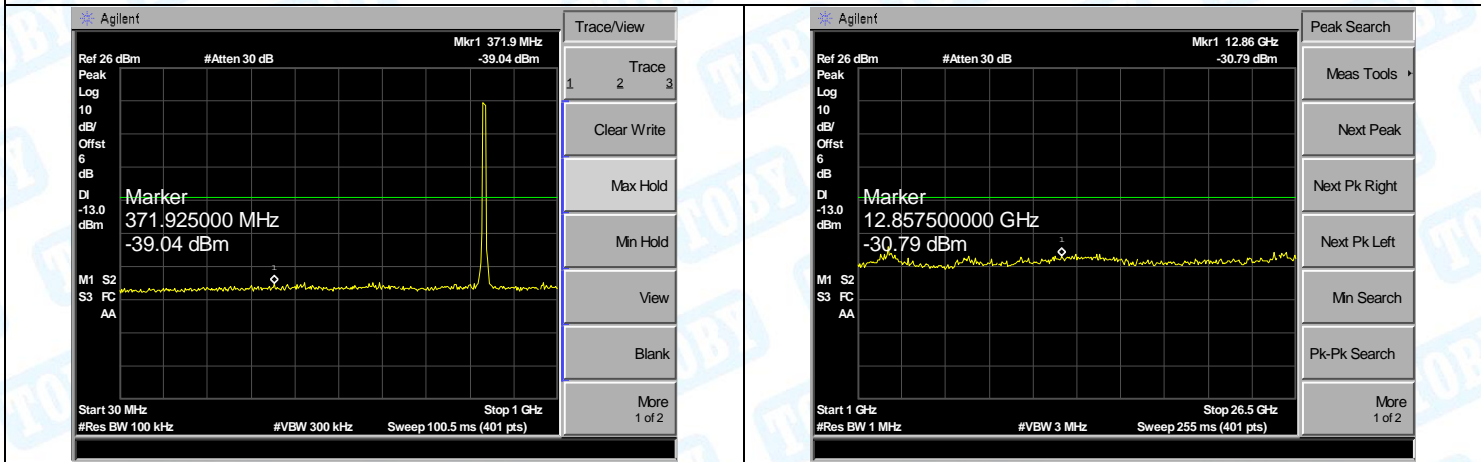 Agilent
Trace/View
Mkr1 371.9 MHz
Ref 26 dBm #Atten 30 dB -39.04 dBm
Peak
Log
10
dB/
Offst
6
dB
DI
-13.0
dBm
Marker
371.925000 MHz
-39.04 dBm
1
M1 S2
S3 FC
AA
Start 30 MHz Stop 1 GHz
#Res BW 100 kHz #VBW 300 kHz Sweep 100.5 ms (401 pts)
Trace
1 2 3
Clear Write
Max Hold
Min Hold
View
Blank
More
1 of 2
Agilent
Peak Search
Mkr1 12.86 GHz
Ref 26 dBm #Atten 30 dB -30.79 dBm
Peak
Log
10
dB/
Offst
6
dB
DI
-13.0
dBm
Marker
12.857500000 GHz
-30.79 dBm
1
M1 S2
S3 FC
AA
Start 1 GHz Stop 26.5 GHz
#Res BW 1 MHz #VBW 3 MHz Sweep 255 ms (401 pts)
Meas Tools
Next Peak
Next Pk Right
Next Pk Left
Min Search
Pk-Pk Search
More
1 of 2
TOBY